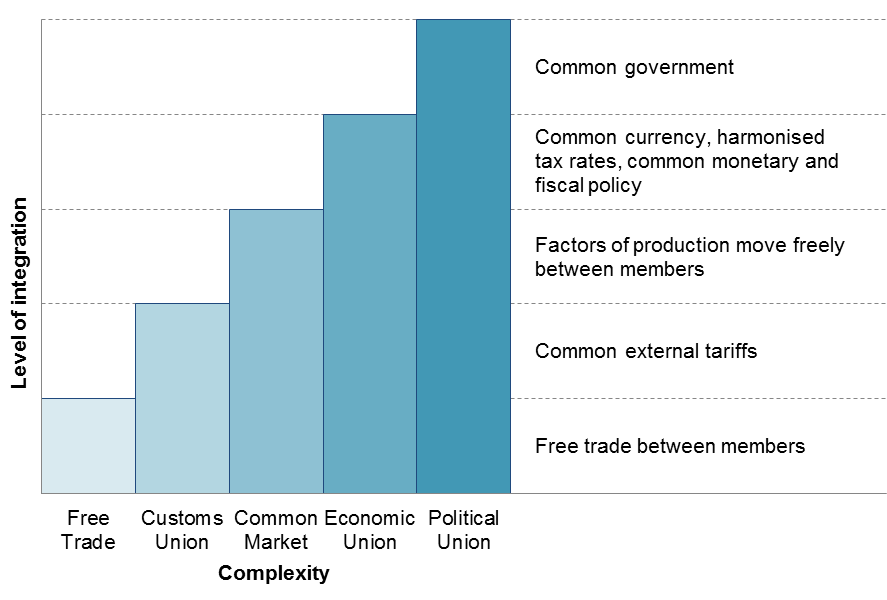 Common government
Common currency, harmonised
tax rates, common monetary and
fiscal policy
Factors of production move freely
between members
Common external tariffs
Free trade between members
Level of integration
Free
Trade
Customs
Union
Common
Market
Economic
Union
Political
Union
Complexity